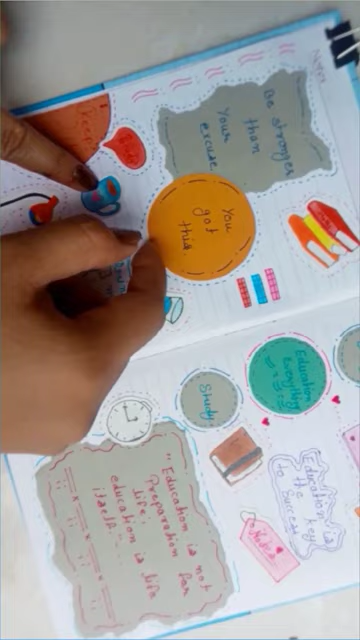 Be stronger
than
Your
excuse
You
got
this.
Education
Everything
Study
Education is
the key
to success
Notes
"Education is not
Preparation for
life;
education is life
itself."